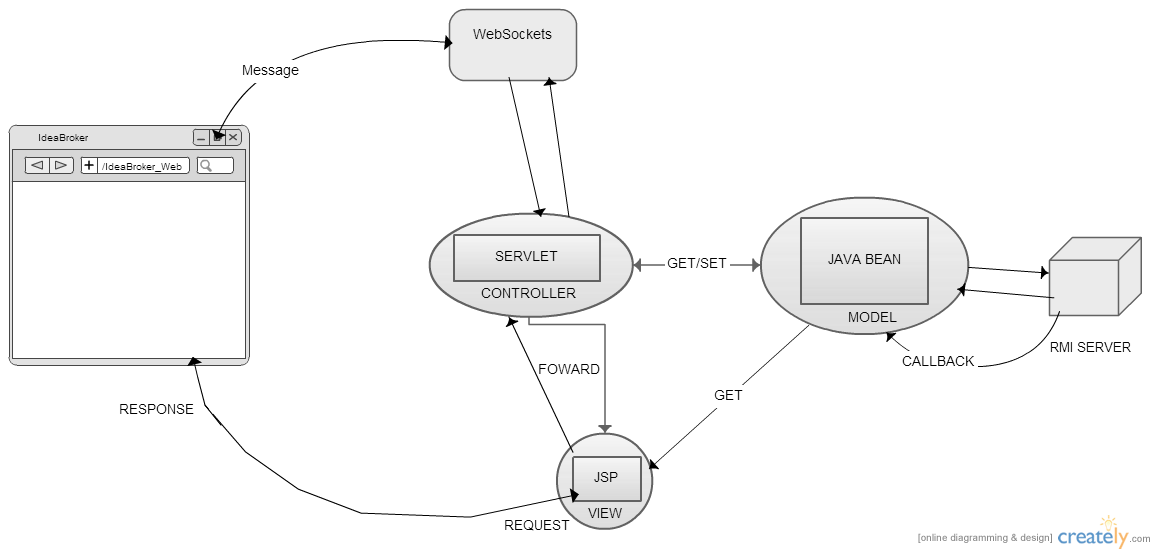 WebSockets
Message
IdeaBroker
/IdeaBroker_Web
SERVLET
CONTROLLER
GET/SET
JAVA BEAN
MODEL
RMI SERVER
CALLBACK
FOWARD
GET
RESPONSE
JSP
VIEW
REQUEST
[online diagramming & design] creately.com